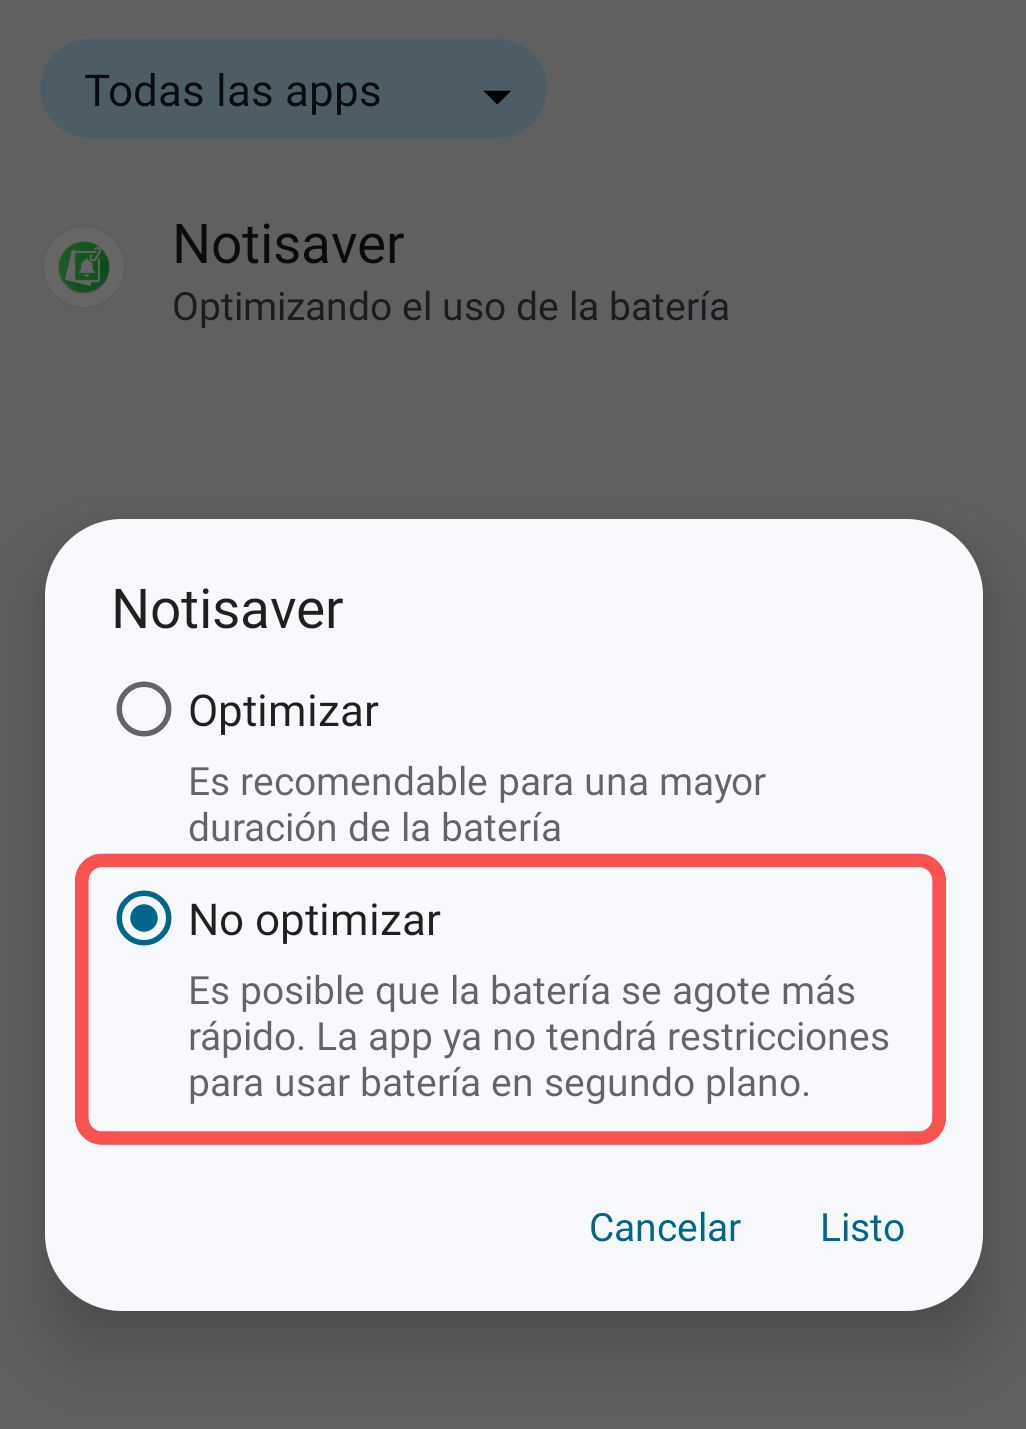 Todas las apps
Notisaver
Optimizando el uso de la batería
Notisaver
Optimizar
Es recomendable para una mayor
duración de la batería
No optimizar
Es posible que la batería se agote más
rápido. La app ya no tendrá restricciones
para usar batería en segundo plano.
Cancelar Listo